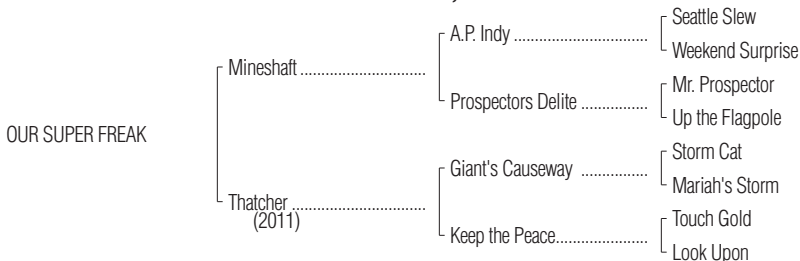 Seattle Slew
A.P. Indy ..............................
Weekend Surprise
Mineshaft ............................
Mr. Prospector
Prospectors Delite ...............
Up the Flagpole
OUR SUPER FREAK
Storm Cat
Giant's Causeway ...............
Mariah's Storm
Thatcher ..............................
(2011)
Touch Gold
Keep the Peace.....................
Look Upon